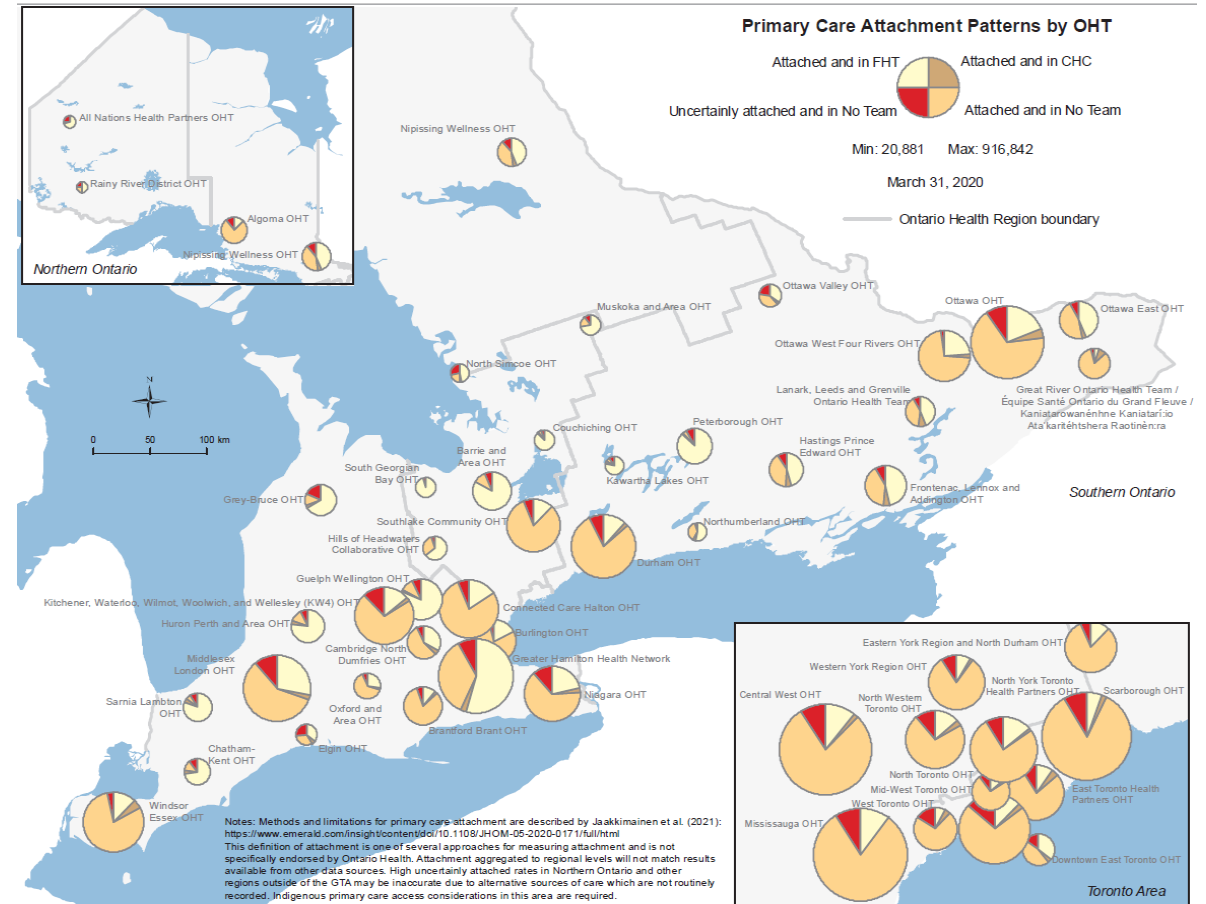 Primary Care Attachment Patterns by OHT
Attached and in FHT
Attached and in CHC
Uncertainly attached and in No Team
Attached and in No Team
Min: 20,881 Max: 916,842
March 31, 2020
Ontario Health Region boundary
All Nations Health Partners OHT
Rainy River District OHT
Algoma OHT
Nipissing Wellness OHT
Northern Ontario
Nipissing Wellness OHT
Muskoka and Area OHT
North Simcoe OHT
Ottawa Valley OHT
Ottawa OHT
Ottawa East OHT
Ottawa West Four Rivers OHT
Great River Ontario Health Team /
Équipe Santé Ontario du Grand Fleuve /
Kaniatarowanénhne Kaniatarí:io
Ata'karitéhtshera Raotinèn:ra
Lanark, Leeds and Grenville
Ontario Health Team
N
0 50 100 km
Couchiching OHT
Peterborough OHT
Kawartha Lakes OHT
Hastings Prince
Edward OHT
Frontenac, Lennox and
Addington OHT
Southern Ontario
Barrie and
Area OHT
South Georgian
Bay OHT
Grey-Bruce OHT
Southlake Community OHT
Northumberland OHT
Hills of Headwaters
Collaborative OHT
Durham OHT
Guelph Wellington OHT
Kitchener, Waterloo, Wilmot, Woolwich, and Wellesley (KW4) OHT
Connected Care Halton OHT
Huron Perth and Area OHT
Burlington OHT
Cambridge North
Dumfries OHT
Middlesex
London OHT
Greater Hamilton Health Network
Niagara OHT
Sarnia Lambton
OHT
Oxford and
Area OHT
Brantford Brant OHT
Elgin OHT
Chatham-
Kent OHT
Windsor
Essex OHT
Eastern York Region and North Durham OHT
Western York Region OHT
North York Toronto
Health Partners OHT
Scarborough OHT
Central West OHT
North Western
Toronto OHT
North Toronto OHT
Mid-West Toronto OHT
West Toronto OHT
East Toronto Health
Partners OHT
Mississauga OHT
Downtown East Toronto OHT
Toronto Area
Notes: Methods and limitations for primary care attachment are described by Jaakkimainen et al. (2021):
https://www.emerald.com/insight/content/doi/10.1108/JHOM-05-2020-0171/full/html
This definition of attachment is one of several approaches for measuring attachment and is not
specifically endorsed by Ontario Health. Attachment aggregated to regional levels will not match results
available from other data sources. High uncertainly attached rates in Northern Ontario and other
regions outside of the GTA may be inaccurate due to alternative sources of care which are not routinely
recorded. Indigenous primary care access considerations in this area are required.